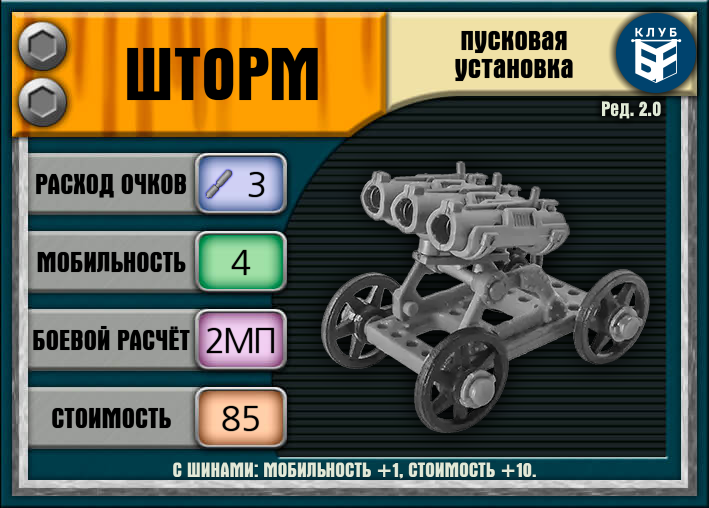 ШТОРМ
ПУСКОВАЯ
УСТАНОВКА
КЛУБ
Ред. 2.0
РАСХОД ОЧКОВ 3
МОБИЛЬНОСТЬ 4
БОЕВОЙ РАСЧЁТ 2МП
СТОИМОСТЬ 85
С ШИНАМИ: МОБИЛЬНОСТЬ +1, СТОИМОСТЬ +10.